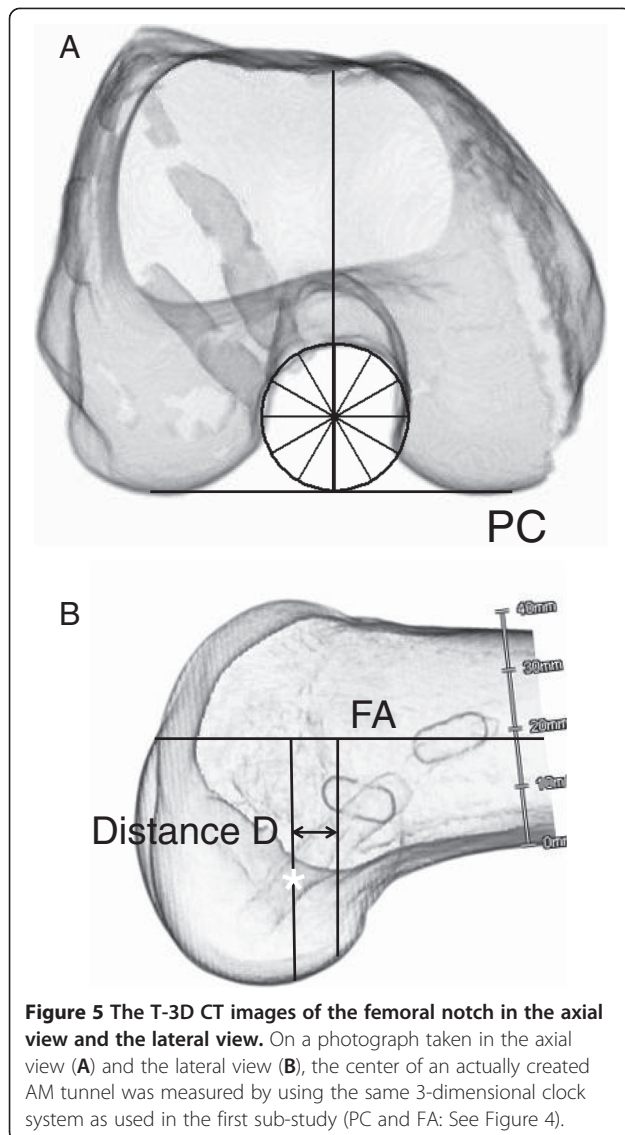 A
PC
B
FA
Distance D
*
40mm
30mm
20mm
10m
0mm
Figure 5 The T-3D CT images of the femoral notch in the axial
view and the lateral view. On a photograph taken in the axial
view (A) and the lateral view (B), the center of an actually created
AM tunnel was measured by using the same 3-dimensional clock
system as used in the first sub-study (PC and FA: See Figure 4).